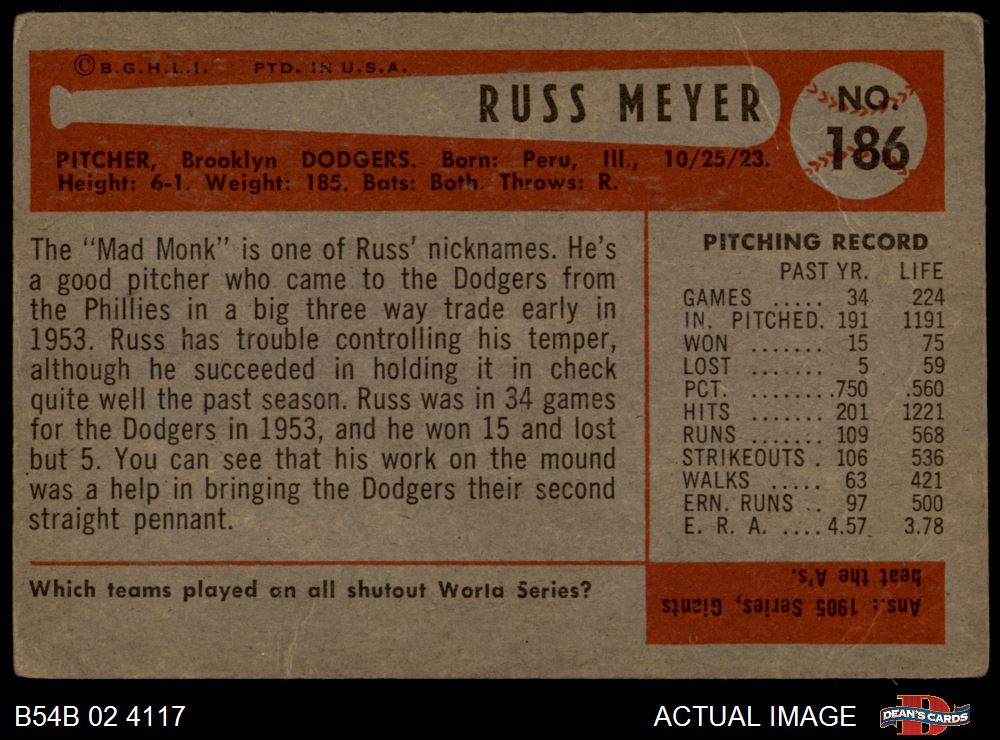 © B.G.H.L.I. PTD. IN U.S.A.
RUSS MEYER
NO.
186
PITCHER, Brooklyn DODGERS. Born: Peru, Ill., 10/25/23.
Height: 6-1. Weight: 185. Bats: Both. Throws: R.
The "Mad Monk" is one of Russ' nicknames. He's
a good pitcher who came to the Dodgers from
the Phillies in a big three way trade early in
1953. Russ has trouble controlling his temper,
although he succeeded in holding it in check
quite well the past season. Russ was in 34 games
for the Dodgers in 1953, and he won 15 and lost
but 5. You can see that his work on the mound
was a help in bringing the Dodgers their second
straight pennant.
PITCHING RECORD
PAST YR. LIFE
GAMES ..... 34 224
IN. PITCHED. 191 1191
WON ....... 15 75
LOST ....... 5 59
PCT. ....... .750 .560
HITS ....... 201 1221
RUNS ....... 109 568
STRIKEOUTS . 106 536
WALKS ..... 63 421
ERN. RUNS .. 97 500
E. R. A. .... 4.57 3.78
Which teams played an all shutout World Series?
Ans.: 1905 Series, Giants
beat the A's.
B54B 02 4117
ACTUAL IMAGE
DEAN'S CARDS